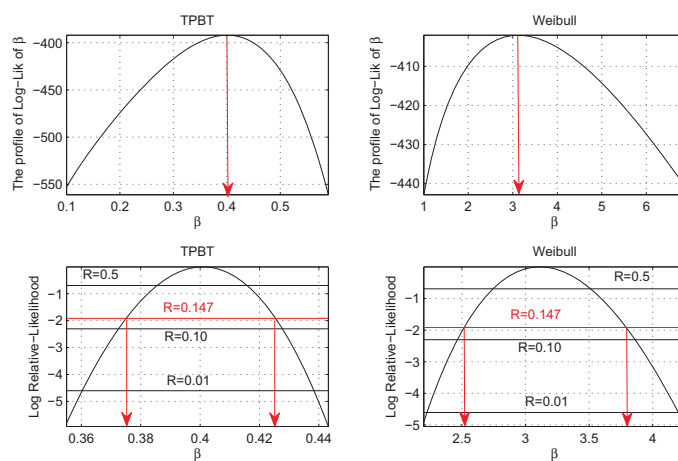 TPBT
The profile of Log−Lik of β
−400
−450
−500
−550
0.1
0.2
0.3
0.4
0.5
β
Weibull
The profile of Log−Lik of β
−410
−420
−430
−440
1
2
3
4
5
6
β
TPBT
Log Relative−Likelihood
−1
−2
−3
−4
−5
R=0.5
R=0.147
R=0.10
R=0.01
0.36
0.38
0.4
0.42
0.44
β
Weibull
Log Relative−Likelihood
−1
−2
−3
−4
−5
R=0.5
R=0.147
R=0.10
R=0.01
2.5
3
3.5
4
β